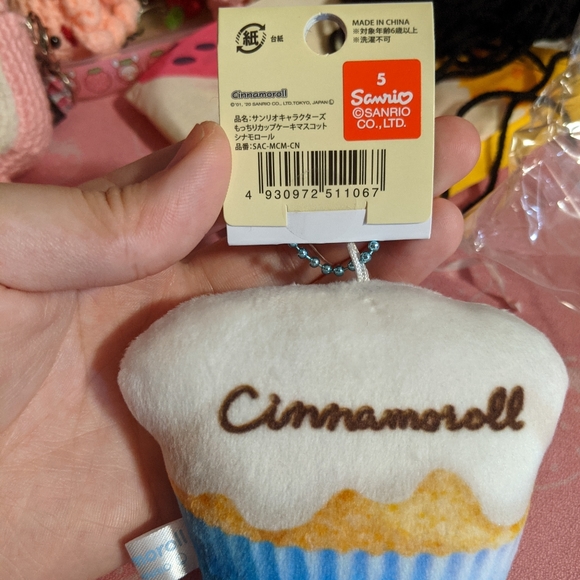 紙 台紙
MADE IN CHINA
※対象年齢6歳以上
※洗濯不可
Cinnamoroll
©'01, '20 SANRIO CO., LTD. TOKYO, JAPAN Ⓛ
5
Sanrio
©SANRIO
CO., LTD.
品名:サンリオキャラクターズ
もっちりカップケーキマスコット
シナモロール
品番:SAC-MCM-CN
4 930972 511067
Cinnamoroll